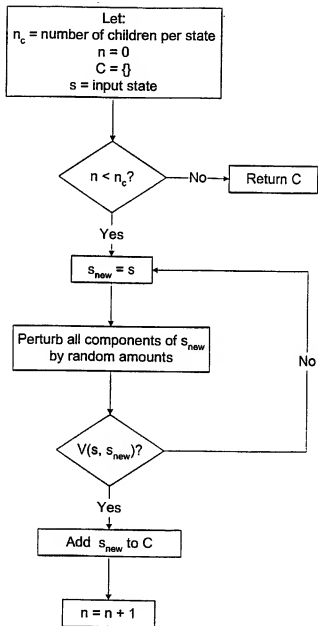 Let:
n_c = number of children per state
n = 0
C = {}
s = input state
n < n_c?
No
Return C
Yes
s_new = s
Perturb all components of s_new
by random amounts
No
V(s, s_new)?
Yes
Add s_new to C
n = n + 1